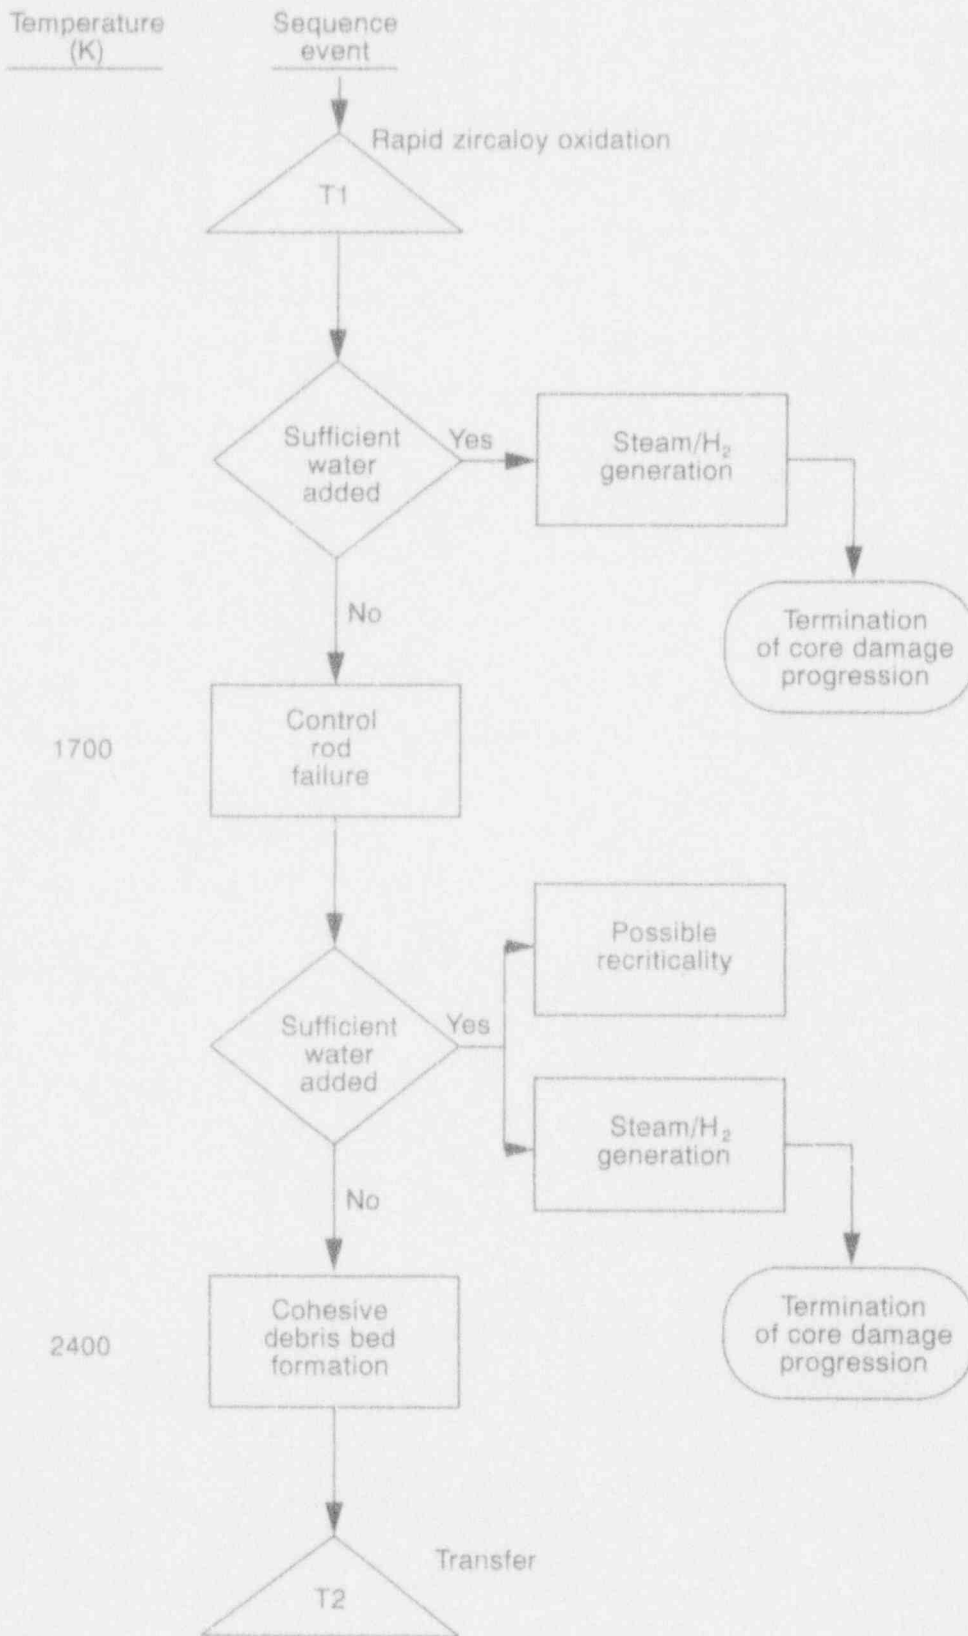 Temperature
(K)
Sequence
event
Rapid zircaloy oxidation
T1
Sufficient
water
added
Yes
Steam/H₂
generation
No
Termination
of core damage
progression
1700
Control
rod
failure
Possible
recriticality
Sufficient
water
added
Yes
Steam/H₂
generation
No
2400
Cohesive
debris bed
formation
Termination
of core damage
progression
Transfer
T2